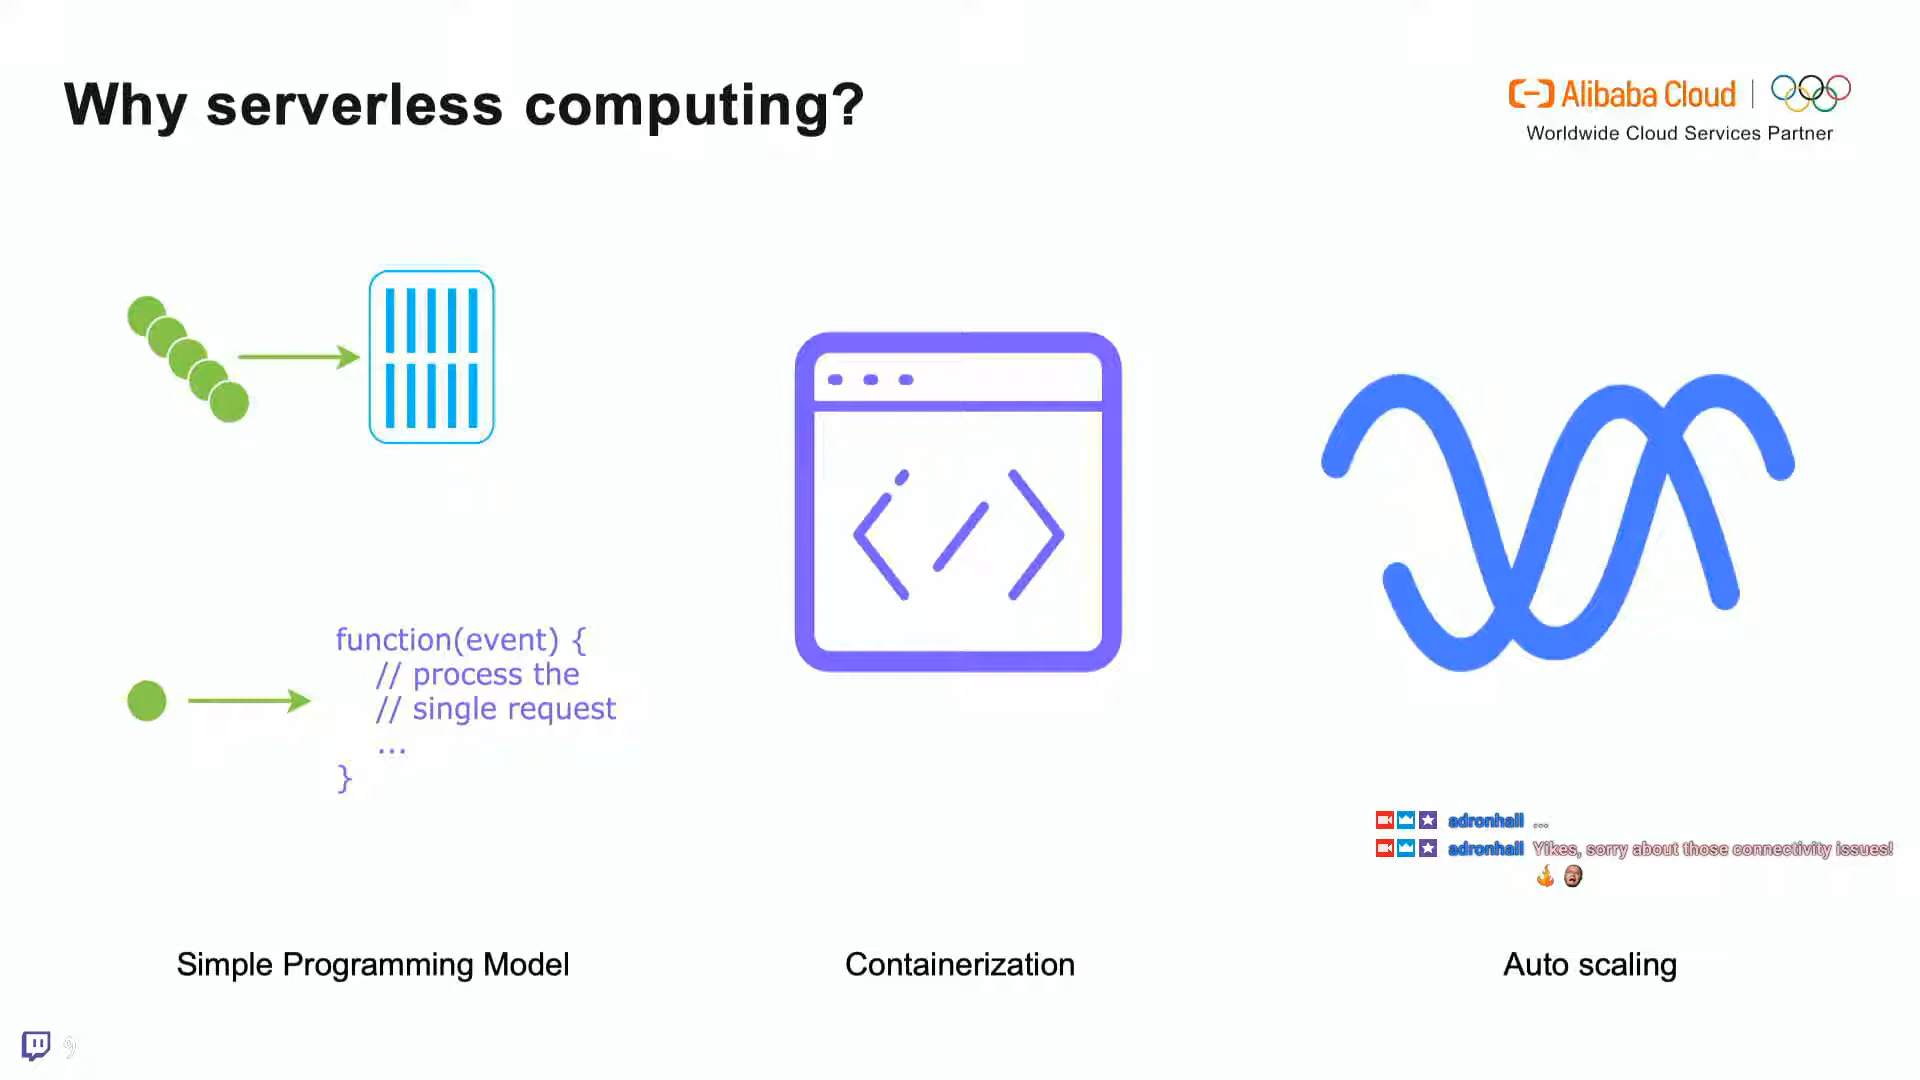 Why serverless computing?
Alibaba Cloud
Worldwide Cloud Services Partner
function(event) {
// process the
// single request
...
}
adronhall ...
adronhall Yikes, sorry about those connectivity issues!
Simple Programming Model
Containerization
Auto scaling
9